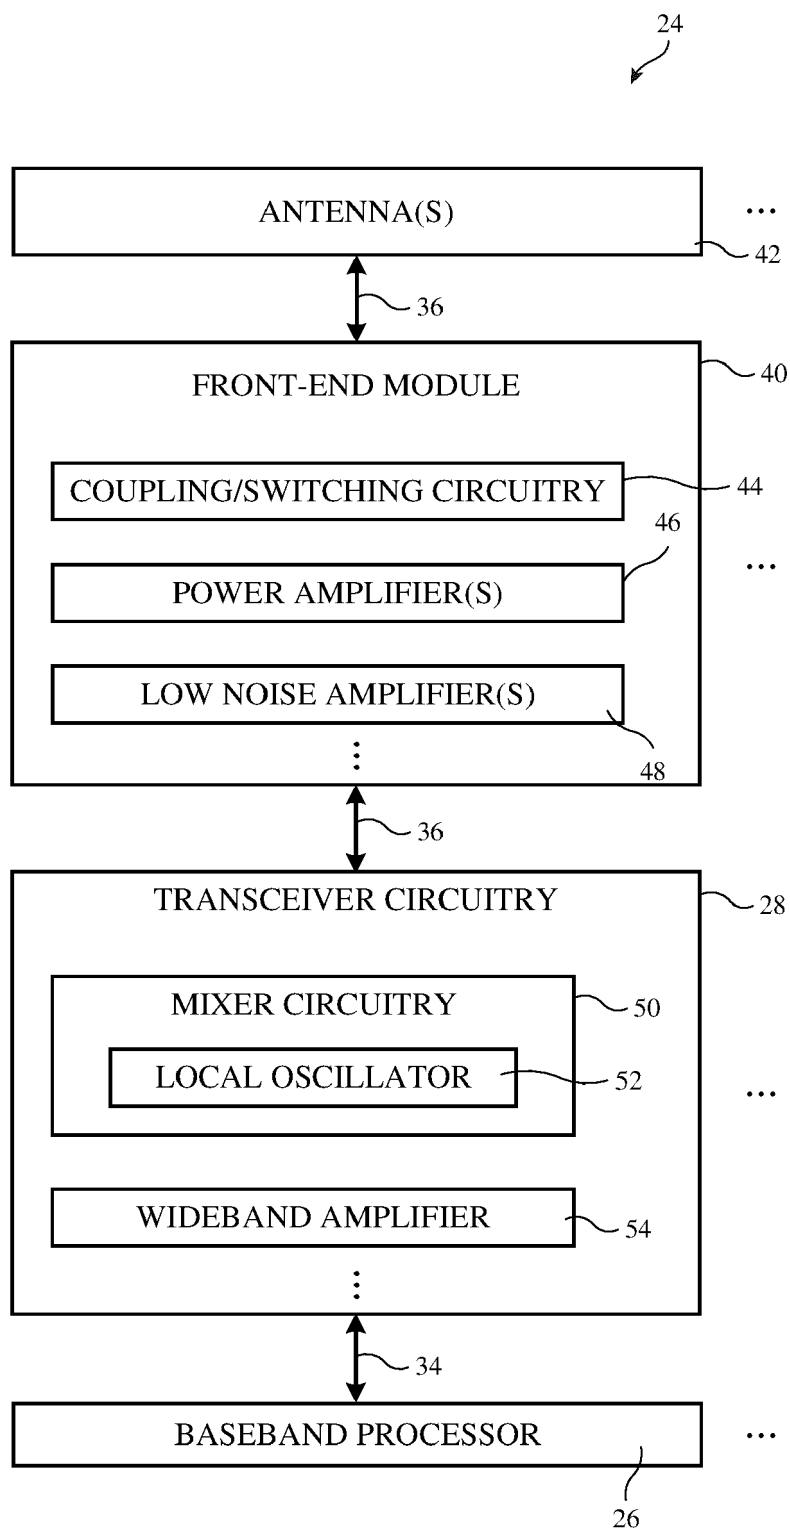 24
ANTENNA(S)
...
42
36
FRONT-END MODULE
40
COUPLING/SWITCHING CIRCUITRY
44
46
POWER AMPLIFIER(S)
...
LOW NOISE AMPLIFIER(S)
48
...
36
TRANSCEIVER CIRCUITRY
28
MIXER CIRCUITRY
50
LOCAL OSCILLATOR
52
...
WIDEBAND AMPLIFIER
54
...
34
BASEBAND PROCESSOR
...
26